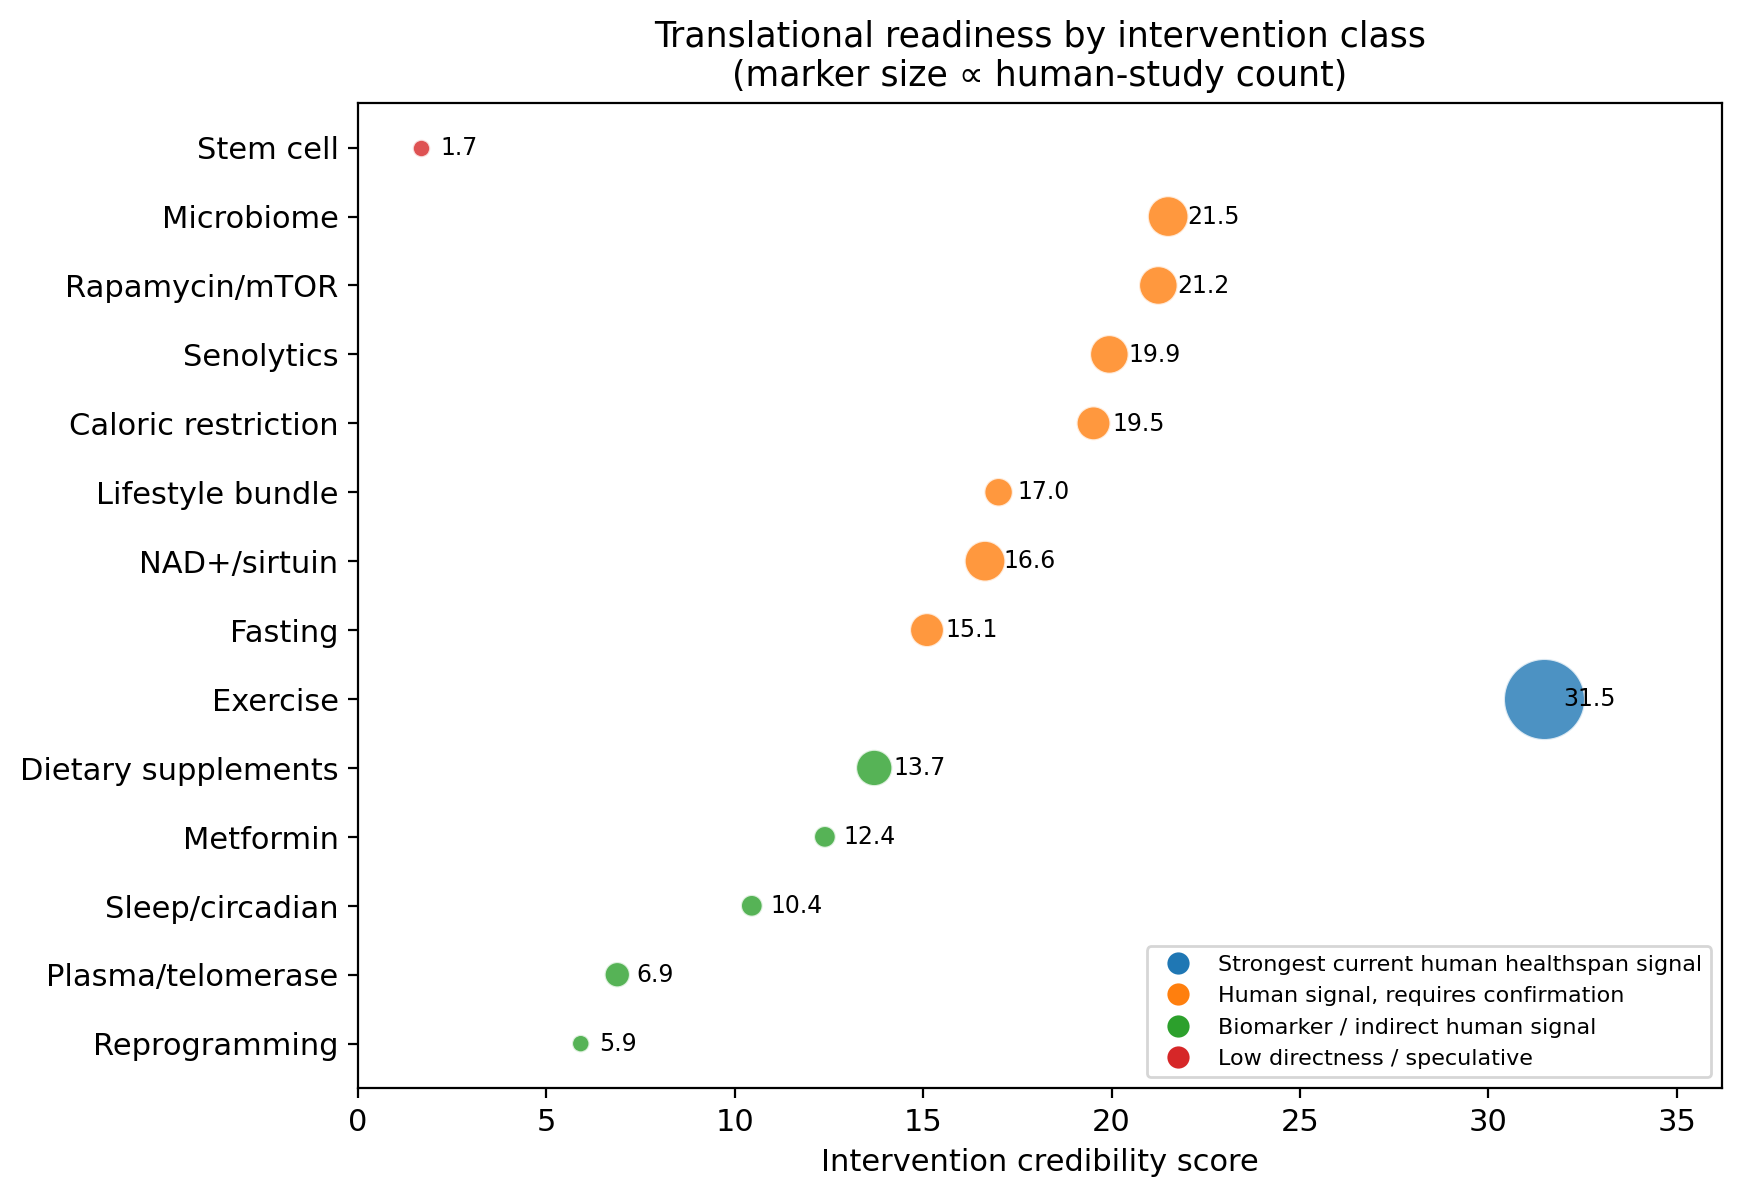 Translational readiness by intervention class
(marker size ∝ human-study count)
Stem cell 1.7
Microbiome 21.5
Rapamycin/mTOR 21.2
Senolytics 19.9
Caloric restriction 19.5
Lifestyle bundle 17.0
NAD+/sirtuin 16.6
Fasting 15.1
Exercise 31.5
Dietary supplements 13.7
Metformin 12.4
Sleep/circadian 10.4
Plasma/telomerase 6.9
Reprogramming 5.9
Strongest current human healthspan signal
Human signal, requires confirmation
Biomarker / indirect human signal
Low directness / speculative
0 5 10 15 20 25 30 35
Intervention credibility score